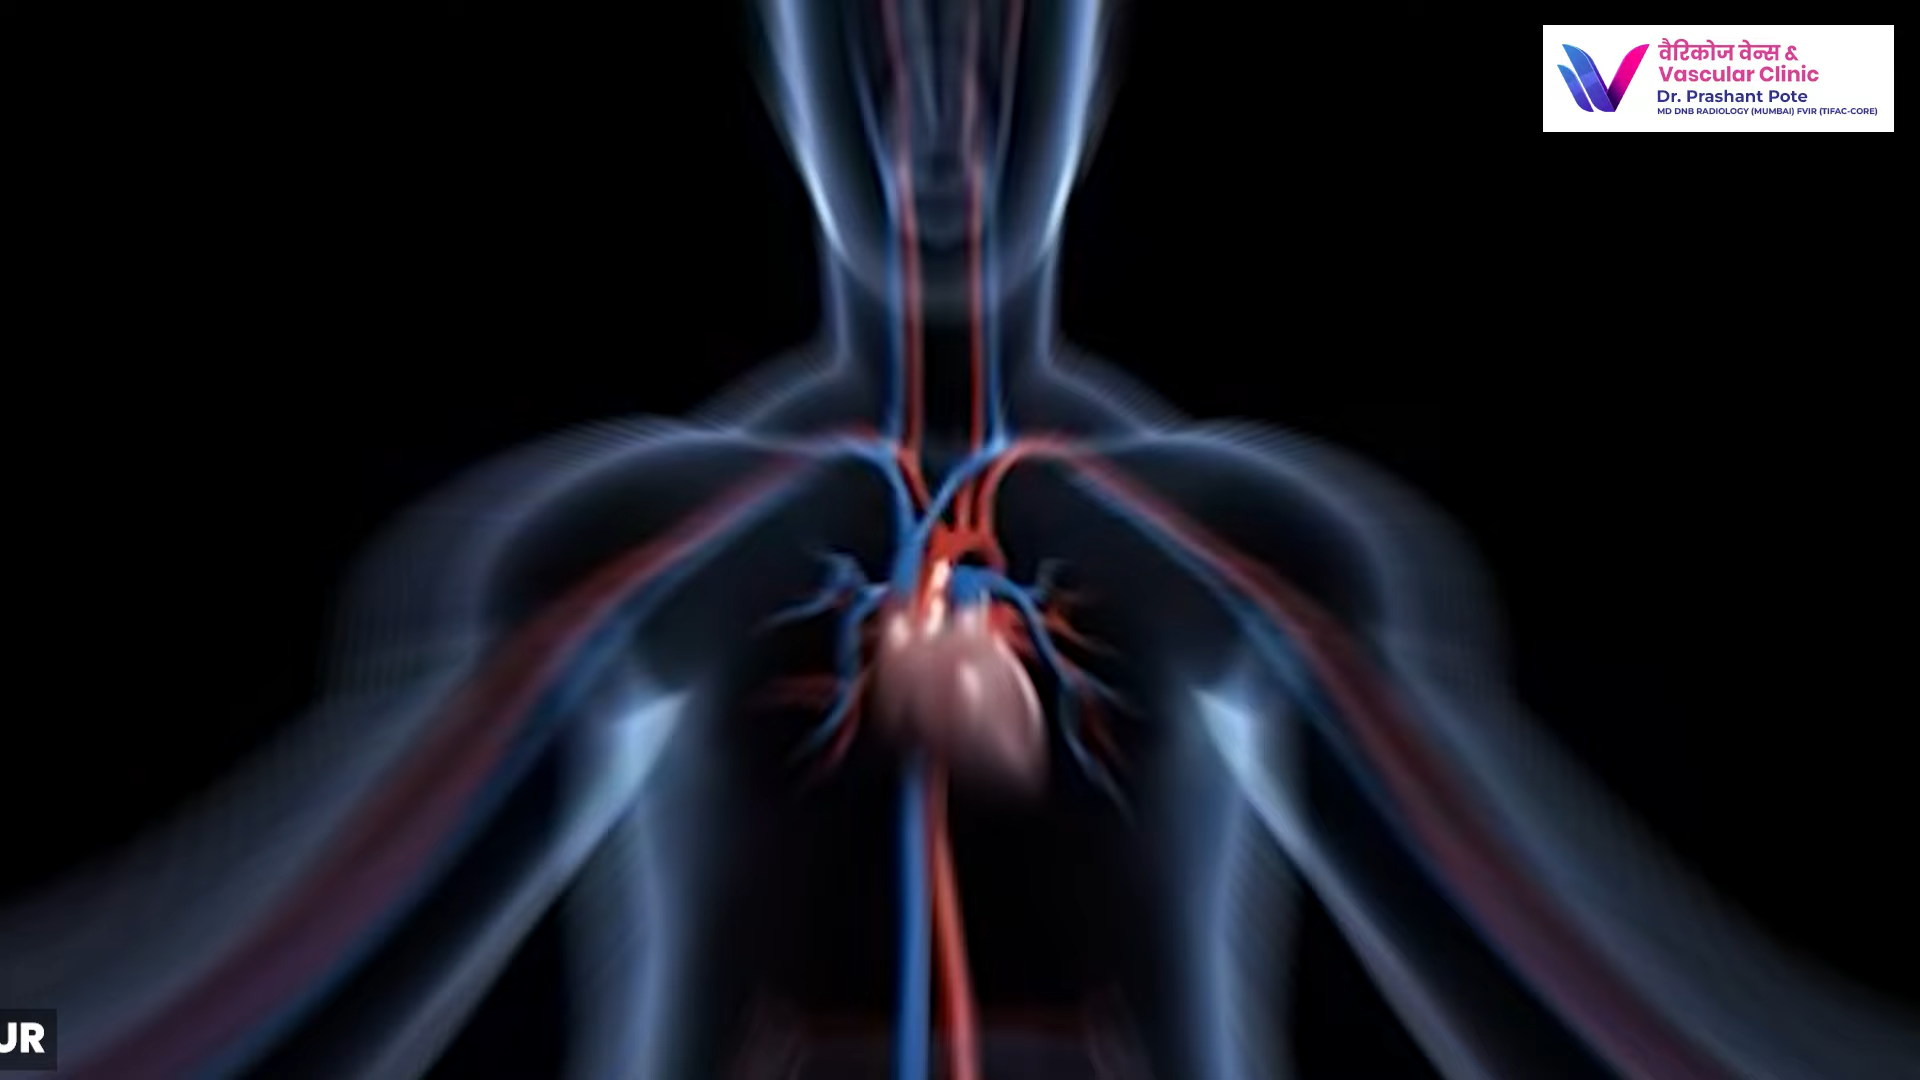 वैरिकोज वेन्स &
Vascular Clinic
Dr. Prashant Pote
MD DNB RADIOLOGY (MUMBAI) FVIR (TIFAC-CORE)
UR